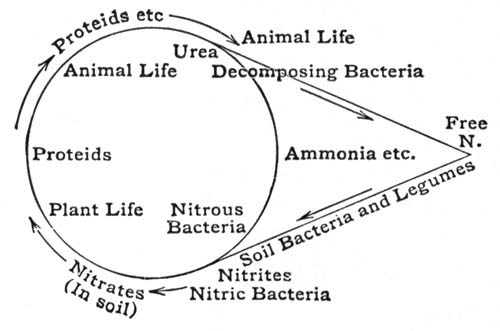 Proteids etc
Animal Life
Urea
Animal Life
Decomposing Bacteria
Free
N.
Proteids
Ammonia etc.
Plant Life
Nitrous
Bacteria
Soil Bacteria and Legumes
Nitrates
(In soil)
Nitrites
Nitric Bacteria